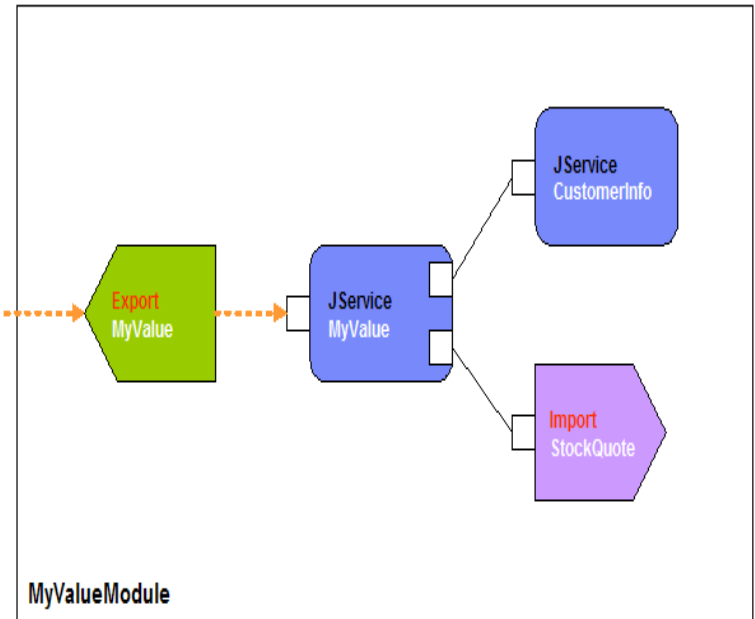 JService
CustomerInfo
Export
MyValue
JService
MyValue
Import
StockQuote
MyValueModule